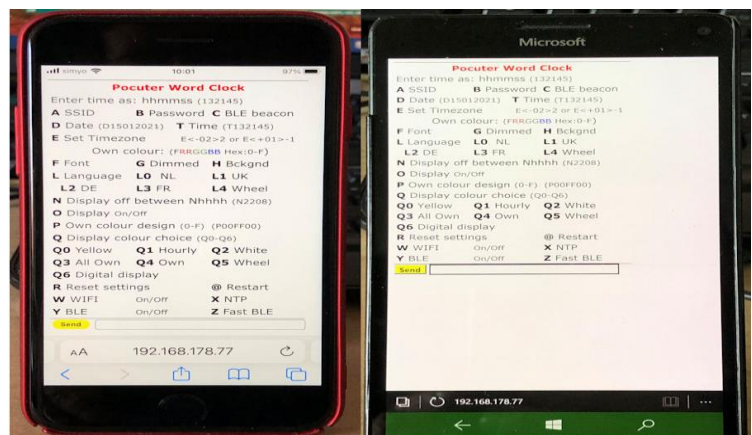 simyo 10:01 97%
Pocuter Word Clock
Enter time as: hhmmss (132145)
A SSID B Password C BLE beacon
D Date (D15012021) T Time (T132145)
E Set Timezone E<-02>2 or E<+01>-1
Own colour: (FRRGGBB Hex:0-F)
F Font G Dimmed H Bckgnd
L Language L0 NL L1 UK
L2 DE L3 FR L4 Wheel
N Display off between Nhhhh (N2208)
O Display On/Off
P Own colour design (0-F) (P00FF00)
Q Display colour choice (Q0-Q6)
Q0 Yellow Q1 Hourly Q2 White
Q3 All Own Q4 Own Q5 Wheel
Q6 Digital display
R Reset settings @ Restart
W WIFI On/Off X NTP
Y BLE On/Off Z Fast BLE
Send
AA 192.168.178.77
Microsoft
Pocuter Word Clock
Enter time as: hhmmss (132145)
A SSID B Password C BLE beacon
D Date (D15012021) T Time (T132145)
E Set Timezone E<-02>2 or E<+01>-1
Own colour: (FRRGGBB Hex:0-F)
F Font G Dimmed H Bckgnd
L Language L0 NL L1 UK
L2 DE L3 FR L4 Wheel
N Display off between Nhhhh (N2208)
O Display On/Off
P Own colour design (0-F) (P00FF00)
Q Display colour choice (Q0-Q6)
Q0 Yellow Q1 Hourly Q2 White
Q3 All Own Q4 Own Q5 Wheel
Q6 Digital display
R Reset settings @ Restart
W WIFI On/Off X NTP
Y BLE On/Off Z Fast BLE
Send
192.168.178.77